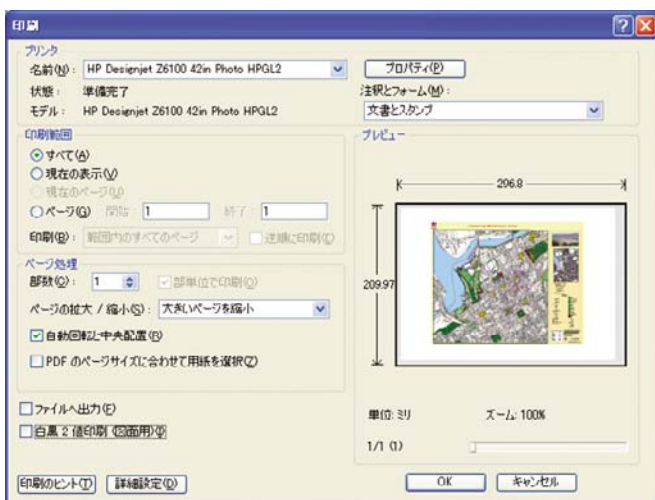 印刷
プリンタ
名前(N): HP Designjet Z6100 42in Photo HPGL2
プロパティ(P)
状態: 準備完了
注釈とフォーム(M):
モデル: HP Designjet Z6100 42in Photo HPGL2
文書とスタンプ
印刷範囲
すべて(A)
現在の表示(V)
現在のページ(U)
ページ(G) 開始: 1 終了: 1
印刷(R): 範囲内のすべてのページ 逆順に印刷(E)
ページ処理
部数(C): 1 部単位で印刷(O)
ページの拡大 / 縮小(S): 大きいページを縮小
自動回転と中央配置(R)
PDF のページサイズに合わせて用紙を選択(Z)
ファイルへ出力(F)
白黒 2 値印刷 (図面用)(I)
印刷のヒント(T) 詳細設定(D)
プレビュー
296.8
209.97
単位: ミリ ズーム: 100%
1/1 (1)
OK キャンセル